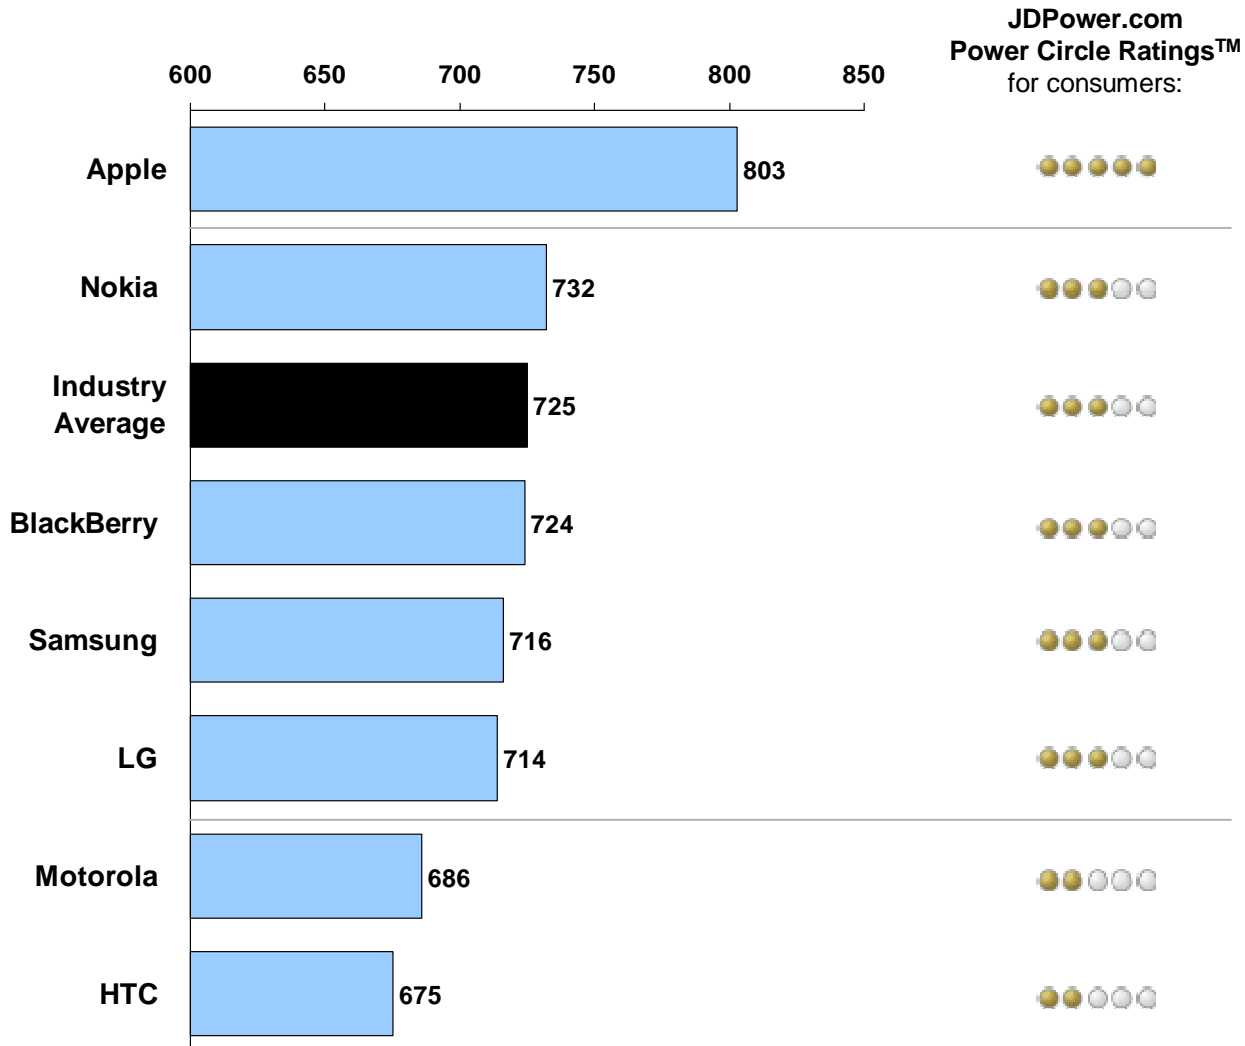 JDPower.com
Power Circle Ratings™
for consumers:
600 650 700 750 800 850
Apple 803
Nokia 732
Industry
Average 725
BlackBerry 724
Samsung 716
LG 714
Motorola 686
HTC 675